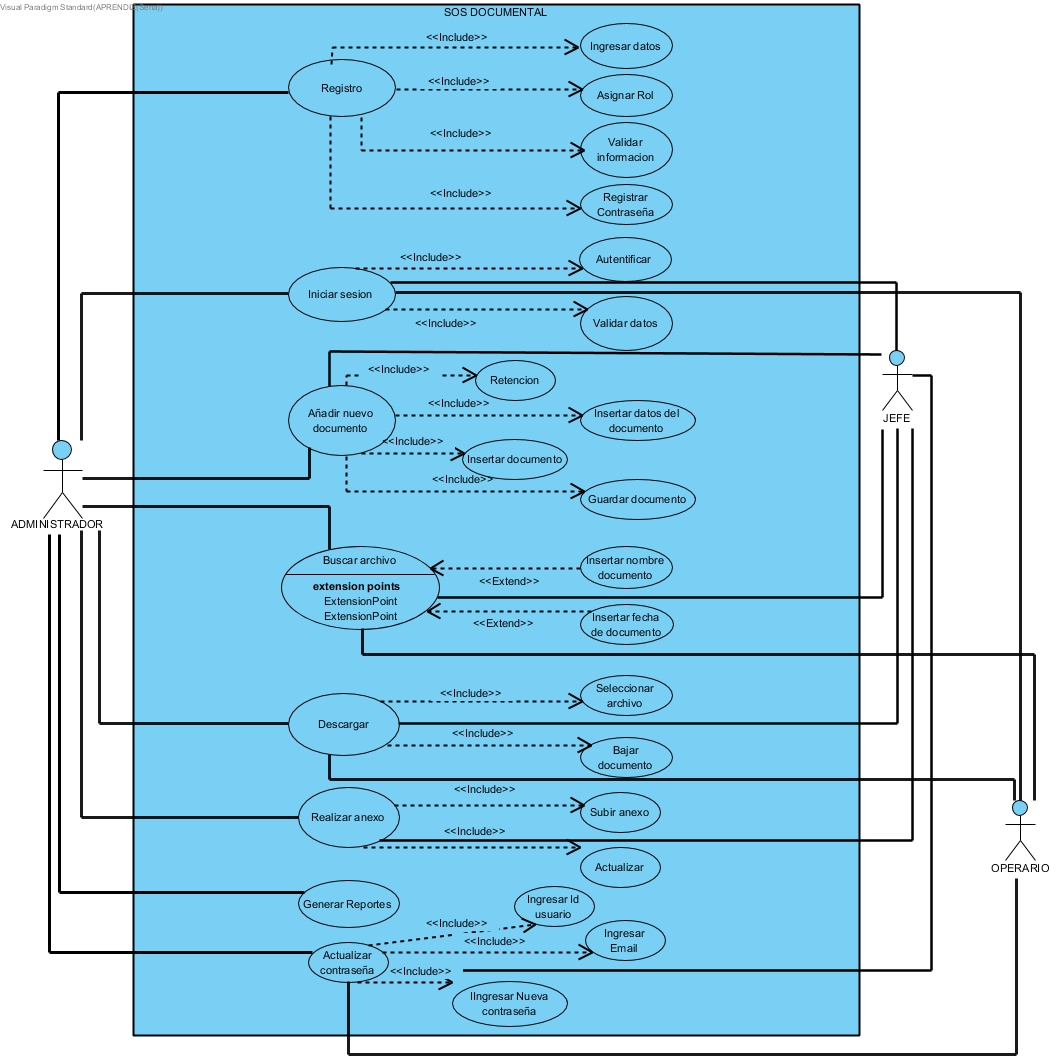 Visual Paradigm Standard(APRENDIZ(Sena))
SOS DOCUMENTAL
<<Include>>
Ingresar datos
Registro
<<Include>>
Asignar Rol
<<Include>>
Validar
informacion
<<Include>>
Registrar
Contraseña
<<Include>>
Autentificar
Iniciar sesion
<<Include>>
Validar datos
<<Include>>
Retencion
JEFE
Añadir nuevo
documento
<<Include>>
Insertar datos del
documento
<<Include>>
Insertar documento
<<Include>>
Guardar documento
ADMINISTRADOR
Buscar archivo
extension points
ExtensionPoint
ExtensionPoint
Insertar nombre
documento
<<Extend>>
<<Extend>>
Insertar fecha
de documento
<<Include>>
Seleccionar
archivo
Descargar
<<Include>>
Bajar
documento
<<Include>>
Realizar anexo
Subir anexo
<<Include>>
Actualizar
OPERARIO
Generar Reportes
Ingresar Id
usuario
<<Include>>
<<Include>>
Ingresar
Email
Actualizar
contraseña
<<Include>>
IIngresar Nueva
contraseña